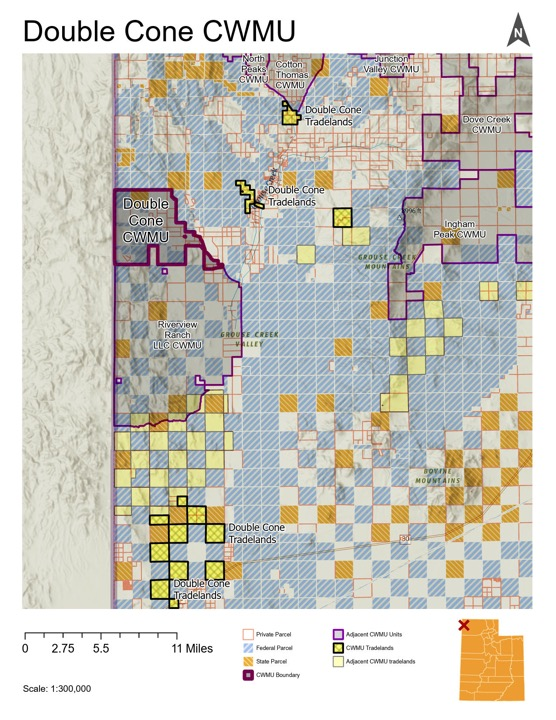 Double Cone CWMU
N
North
Peaks
CWMU
Cotton
Thomas
CWMU
Junction
Valley CWMU
Double Cone
Tradelands
Dove Creek
CWMU
Creek
Double Cone
Tradelands
Double
Cone
CWMU
Ingham
Peak CWMU
GROUSE CREEK
MOUNTAINS
Riverview
Ranch
LLC CWMU
GROUSE CREEK
VALLEY
BOVINE
MOUNTAINS
Double Cone
Tradelands
30
Double Cone
Tradelands
0 2.75 5.5 11 Miles
Scale: 1:300,000
Private Parcel
Federal Parcel
State Parcel
CWMU Boundary
Adjacent CWMU Units
CWMU Tradelands
Adjacent CWMU tradelands